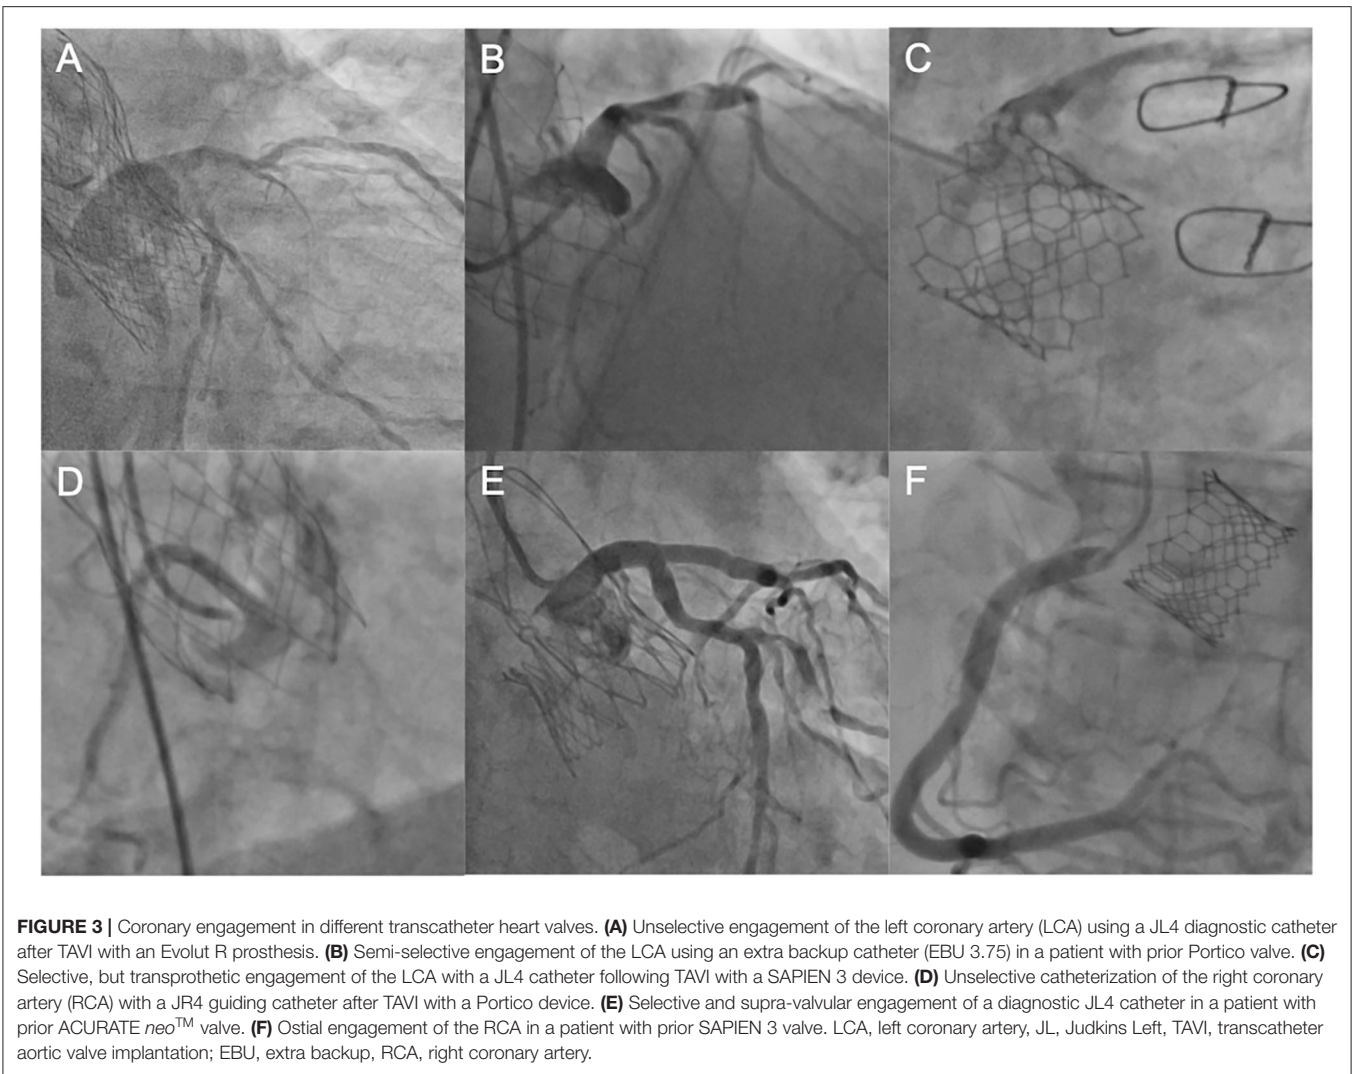 A
B
C
D
E
F
FIGURE 3 | Coronary engagement in different transcatheter heart valves. (A) Unselective engagement of the left coronary artery (LCA) using a JL4 diagnostic catheter
after TAVI with an Evolut R prosthesis. (B) Semi-selective engagement of the LCA using an extra backup catheter (EBU 3.75) in a patient with prior Portico valve. (C)
Selective, but transprothetic engagement of the LCA with a JL4 catheter following TAVI with a SAPIEN 3 device. (D) Unselective catheterization of the right coronary
artery (RCA) with a JR4 guiding catheter after TAVI with a Portico device. (E) Selective and supra-valvular engagement of a diagnostic JL4 catheter in a patient with
prior ACURATE neo™ valve. (F) Ostial engagement of the RCA in a patient with prior SAPIEN 3 valve. LCA, left coronary artery, JL, Judkins Left, TAVI, transcatheter
aortic valve implantation; EBU, extra backup, RCA, right coronary artery.